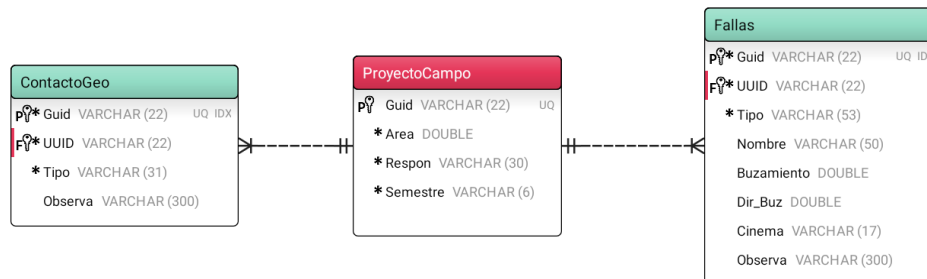 ContactoGeo
P * Guid VARCHAR (22) UQ IDX
F * UUID VARCHAR (22)
* Tipo VARCHAR (31)
Observa VARCHAR (300)
ProyectoCampo
P Guid VARCHAR (22) UQ
* Area DOUBLE
* Respon VARCHAR (30)
* Semestre VARCHAR (6)
Fallas
P * Guid VARCHAR (22) UQ ID
F * UUID VARCHAR (22)
* Tipo VARCHAR (53)
Nombre VARCHAR (50)
Buzamiento DOUBLE
Dir_Buz DOUBLE
Cinema VARCHAR (17)
Observa VARCHAR (300)